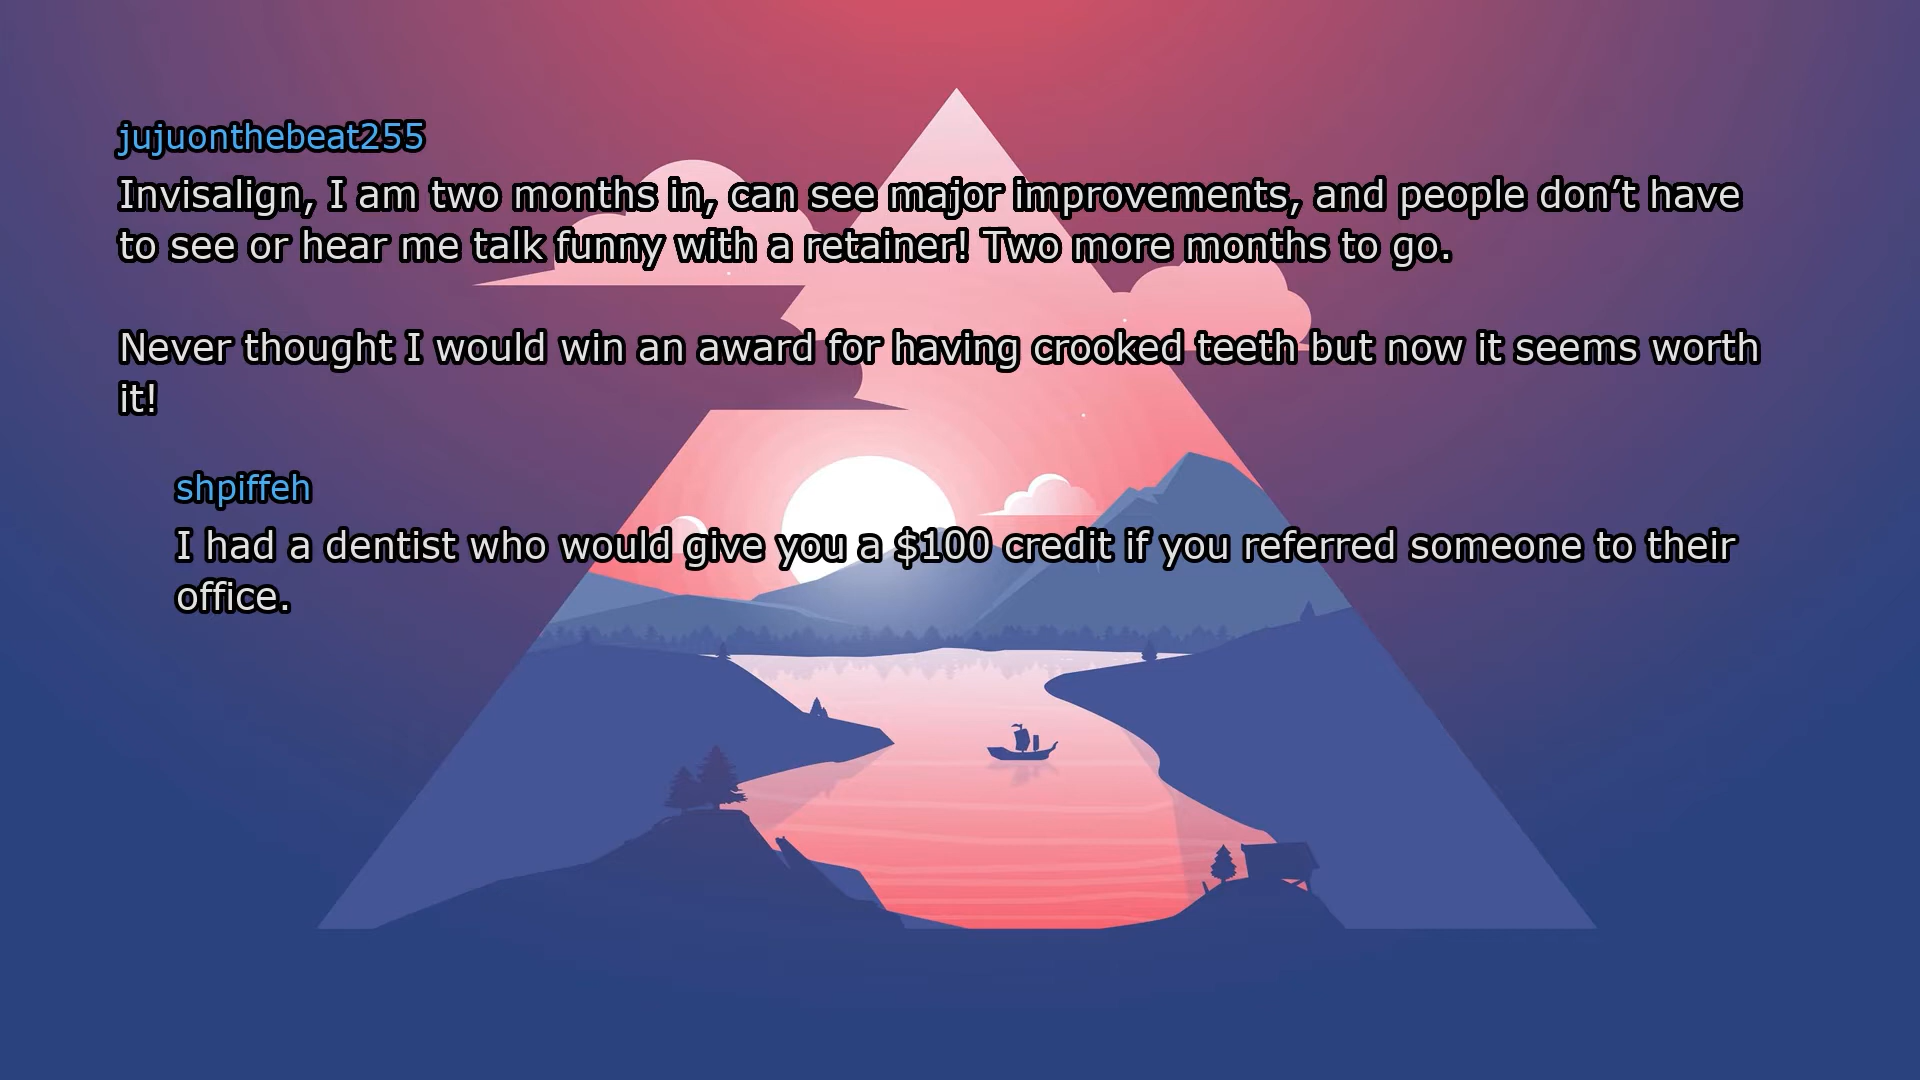 jujuonthebeat255
Invisalign, I am two months in, can see major improvements, and people don’t have
to see or hear me talk funny with a retainer! Two more months to go.
Never thought I would win an award for having crooked teeth but now it seems worth
it!
shpiffeh
I had a dentist who would give you a $100 credit if you referred someone to their
office.